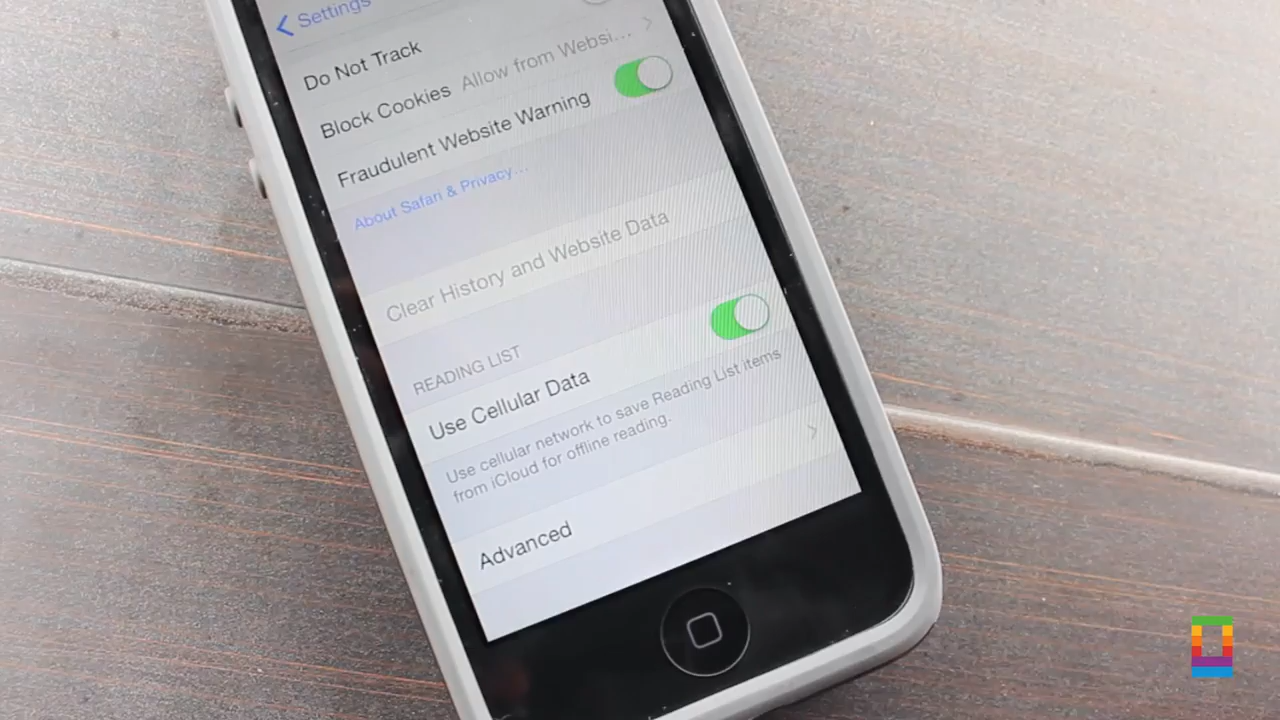 Settings
Do Not Track
Block Cookies Allow from Websi...
Fraudulent Website Warning
About Safari & Privacy...
Clear History and Website Data
READING LIST
Use Cellular Data
Use cellular network to save Reading List items
from iCloud for offline reading.
Advanced